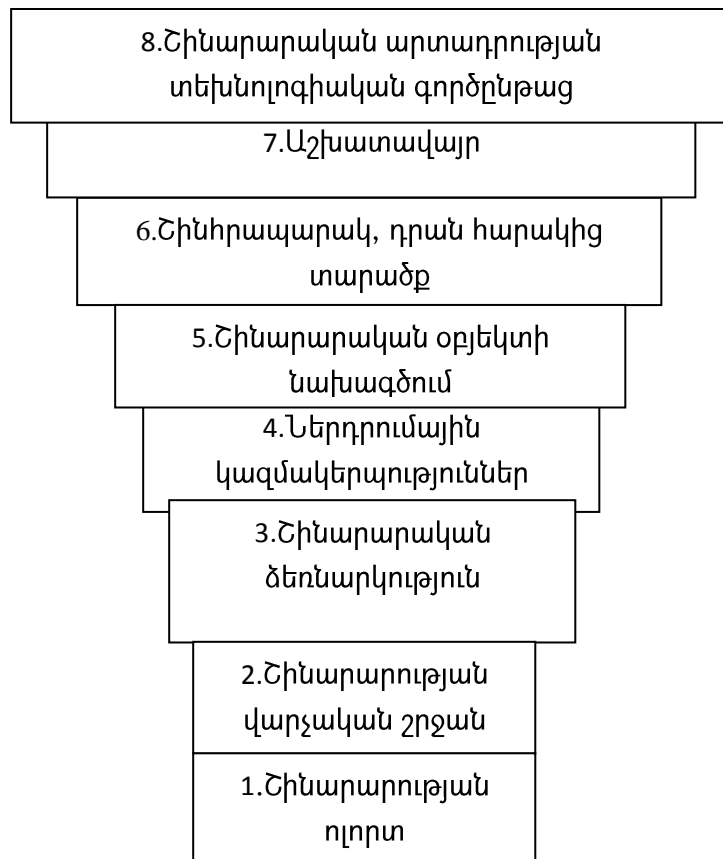 8.Շինարարական արտադրության
տեխնոլոգիական գործընթաց
7.Աշխատավայր
6.Շինհրապարակ, դրան հարակից
տարածք
5.Շինարարական օբյեկտի
նախագծում
4.Ներդրումային
կազմակերպություններ
3.Շինարարական
ձեռնարկություն
2.Շինարարության
վարչական շրջան
1.Շինարարության
ոլորտ